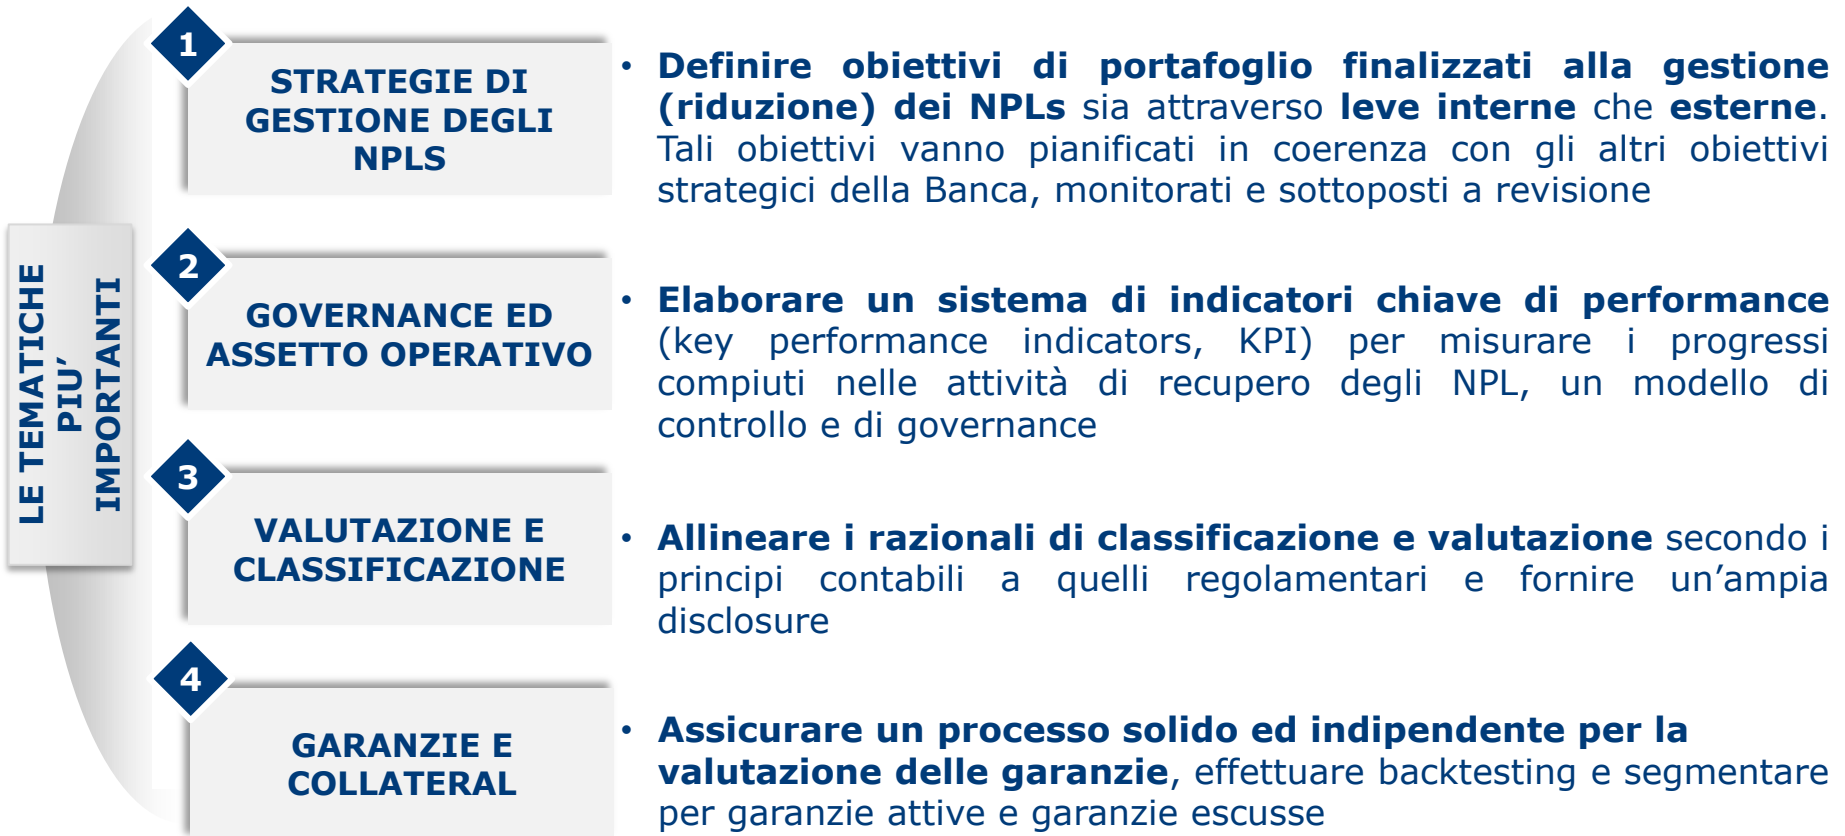 LE TEMATICHE
PIU’
IMPORTANTI
1
STRATEGIE DI
GESTIONE DEGLI
NPLS
• Definire obiettivi di portafoglio finalizzati alla gestione
(riduzione) dei NPLs sia attraverso leve interne che esterne.
Tali obiettivi vanno pianificati in coerenza con gli altri obiettivi
strategici della Banca, monitorati e sottoposti a revisione
2
GOVERNANCE ED
ASSETTO OPERATIVO
• Elaborare un sistema di indicatori chiave di performance
(key performance indicators, KPI) per misurare i progressi
compiuti nelle attività di recupero degli NPL, un modello di
controllo e di governance
3
VALUTAZIONE E
CLASSIFICAZIONE
• Allineare i razionali di classificazione e valutazione secondo i
principi contabili a quelli regolamentari e fornire un’ampia
disclosure
4
GARANZIE E
COLLATERAL
• Assicurare un processo solido ed indipendente per la
valutazione delle garanzie, effettuare backtesting e segmentare
per garanzie attive e garanzie escusse